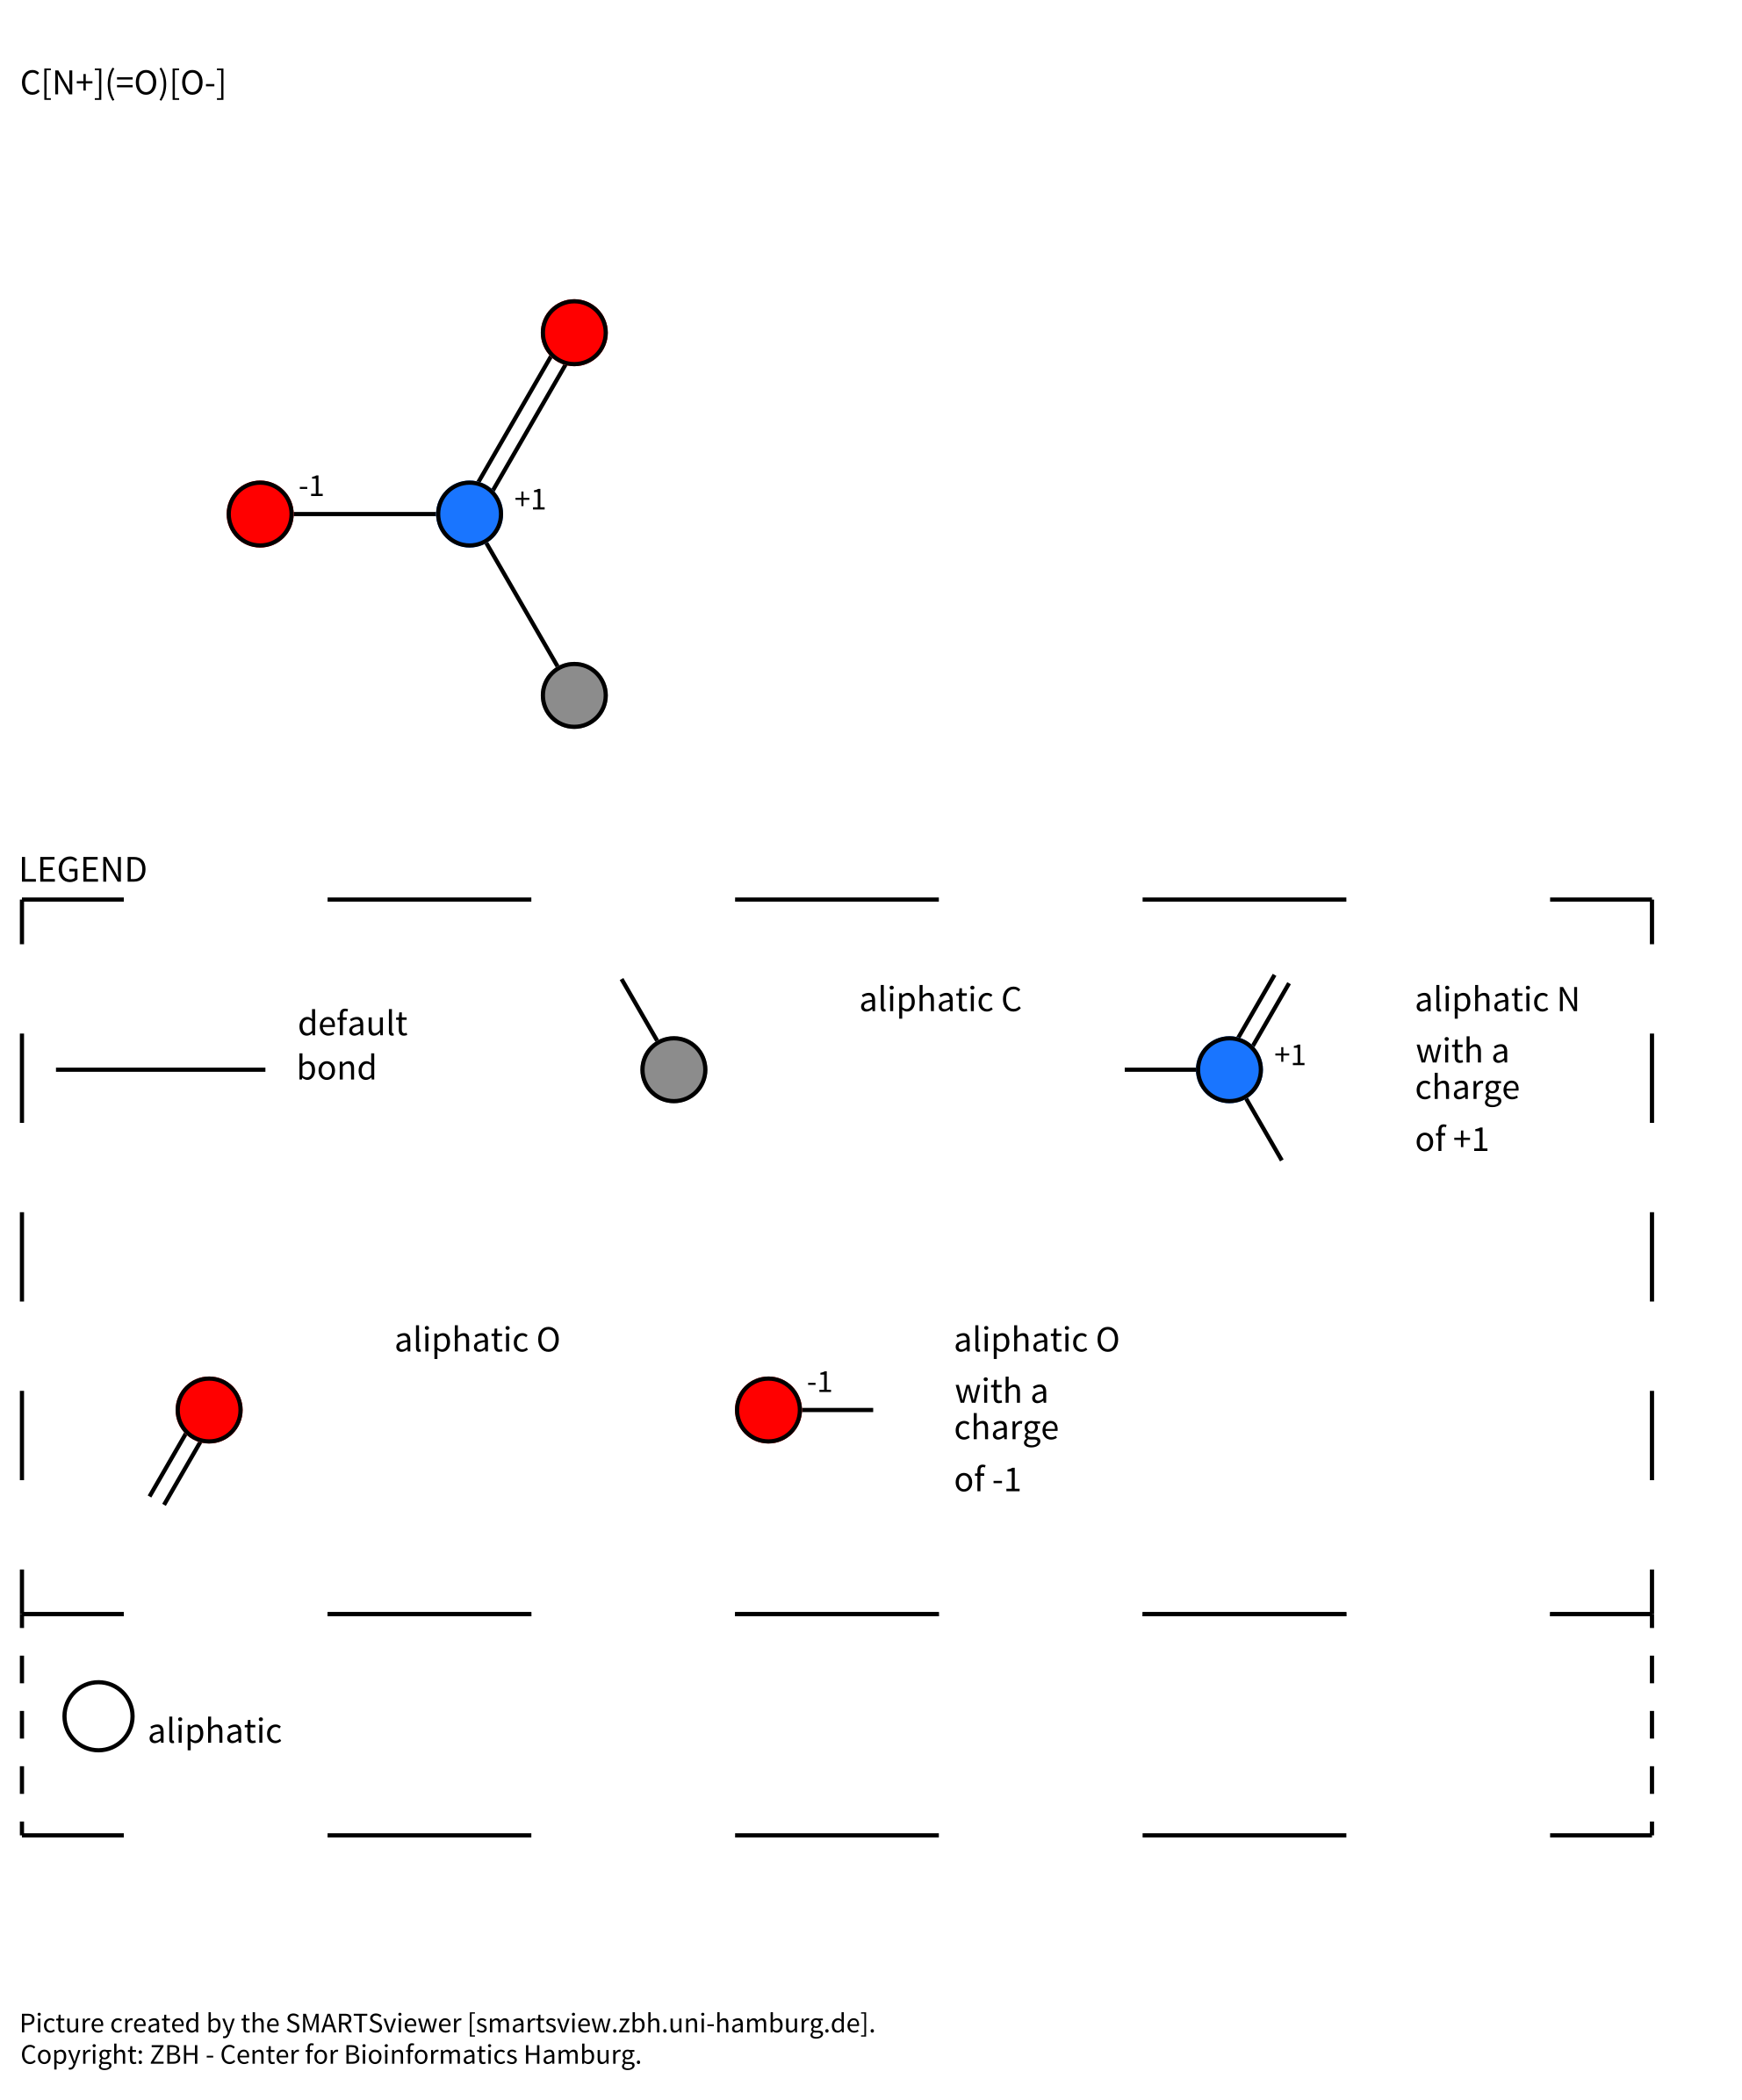 C[N+](=O)[O-]
-1
+1
LEGEND
default
bond
aliphatic C
+1
aliphatic N
with a
charge
of +1
aliphatic O
-1
aliphatic O
with a
charge
of -1
aliphatic
Picture created by the SMARTSviewer [smartsview.zbh.uni-hamburg.de].
Copyright: ZBH - Center for Bioinformatics Hamburg.